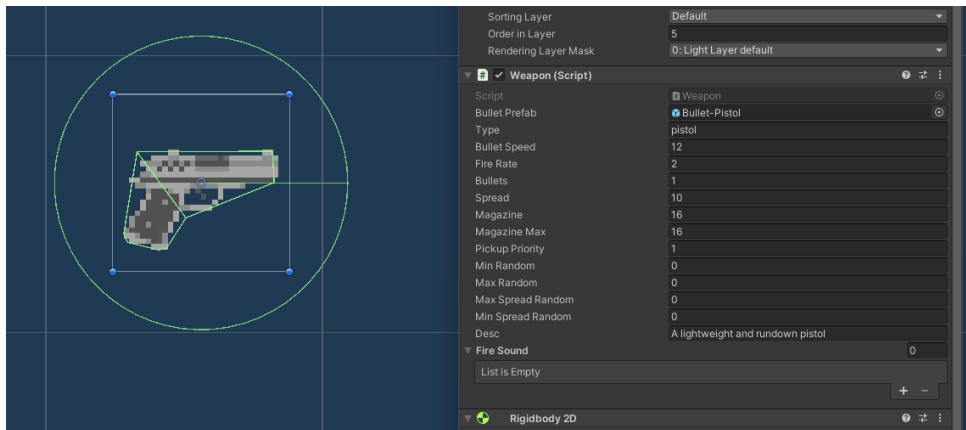 Sorting Layer Default
Order in Layer 5
Rendering Layer Mask 0: Light Layer default
# Weapon (Script)
Script Weapon
Bullet Prefab Bullet-Pistol
Type pistol
Bullet Speed 12
Fire Rate 2
Bullets 1
Spread 10
Magazine 16
Magazine Max 16
Pickup Priority 1
Min Random 0
Max Random 0
Max Spread Random 0
Min Spread Random 0
Desc A lightweight and rundown pistol
Fire Sound 0
List is Empty
+ −
Rigidbody 2D